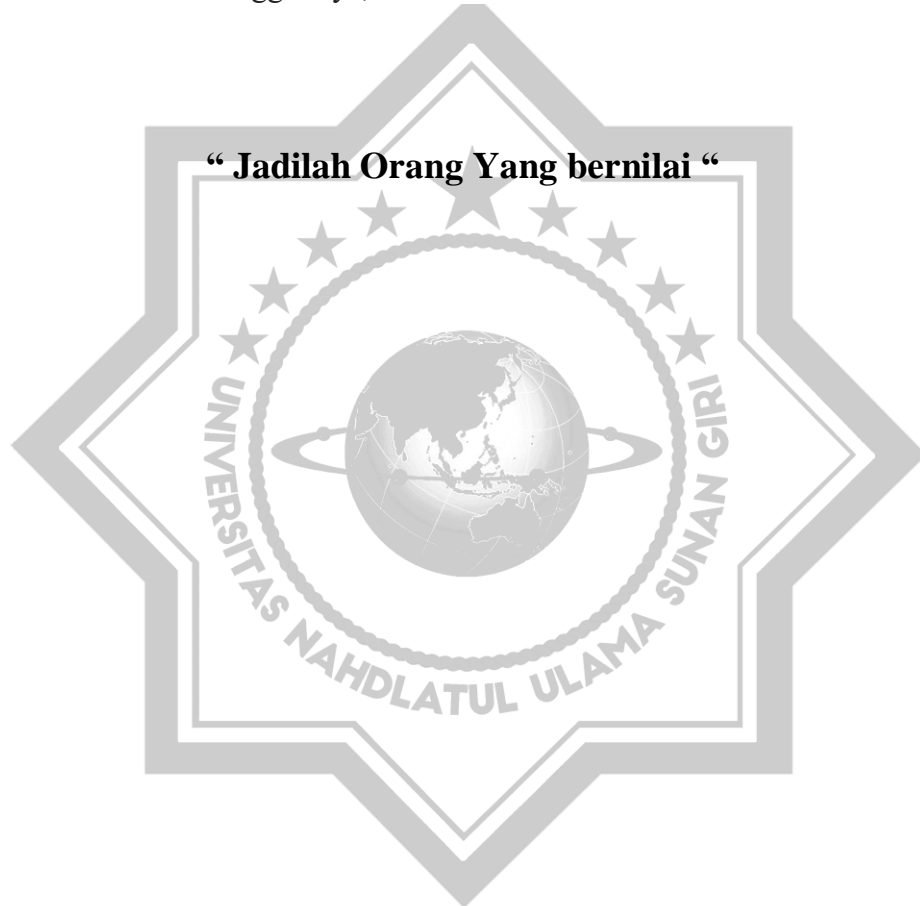 “ Jadilah Orang Yang bernilai “
UNIVERSITAS NAHDLATUL ULAMA SUNAN GIRI